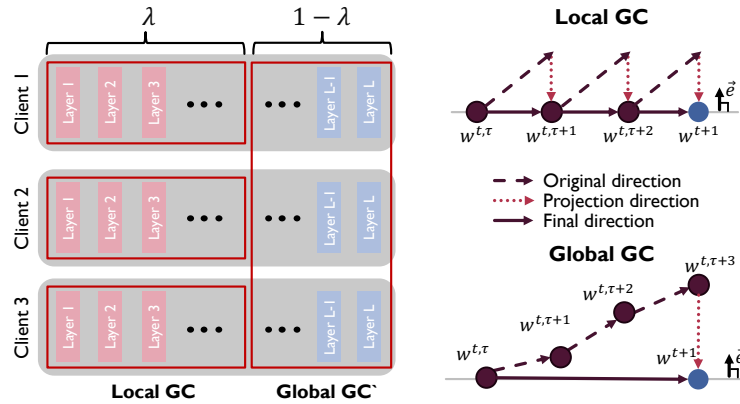 λ
1 − λ
Client 1
Layer 1
Layer 2
Layer 3
Layer L-1
Layer L
Client 2
Layer 1
Layer 2
Layer 3
Layer L-1
Layer L
Client 3
Layer 1
Layer 2
Layer 3
Layer L-1
Layer L
Local GC
Global GC`
Local GC
e⃗
w^{t,τ}
w^{t,τ+1}
w^{t,τ+2}
w^{t+1}
Original direction
Projection direction
Final direction
Global GC
w^{t,τ+3}
w^{t,τ+2}
w^{t,τ+1}
w^{t,τ}
w^{t+1}
e⃗